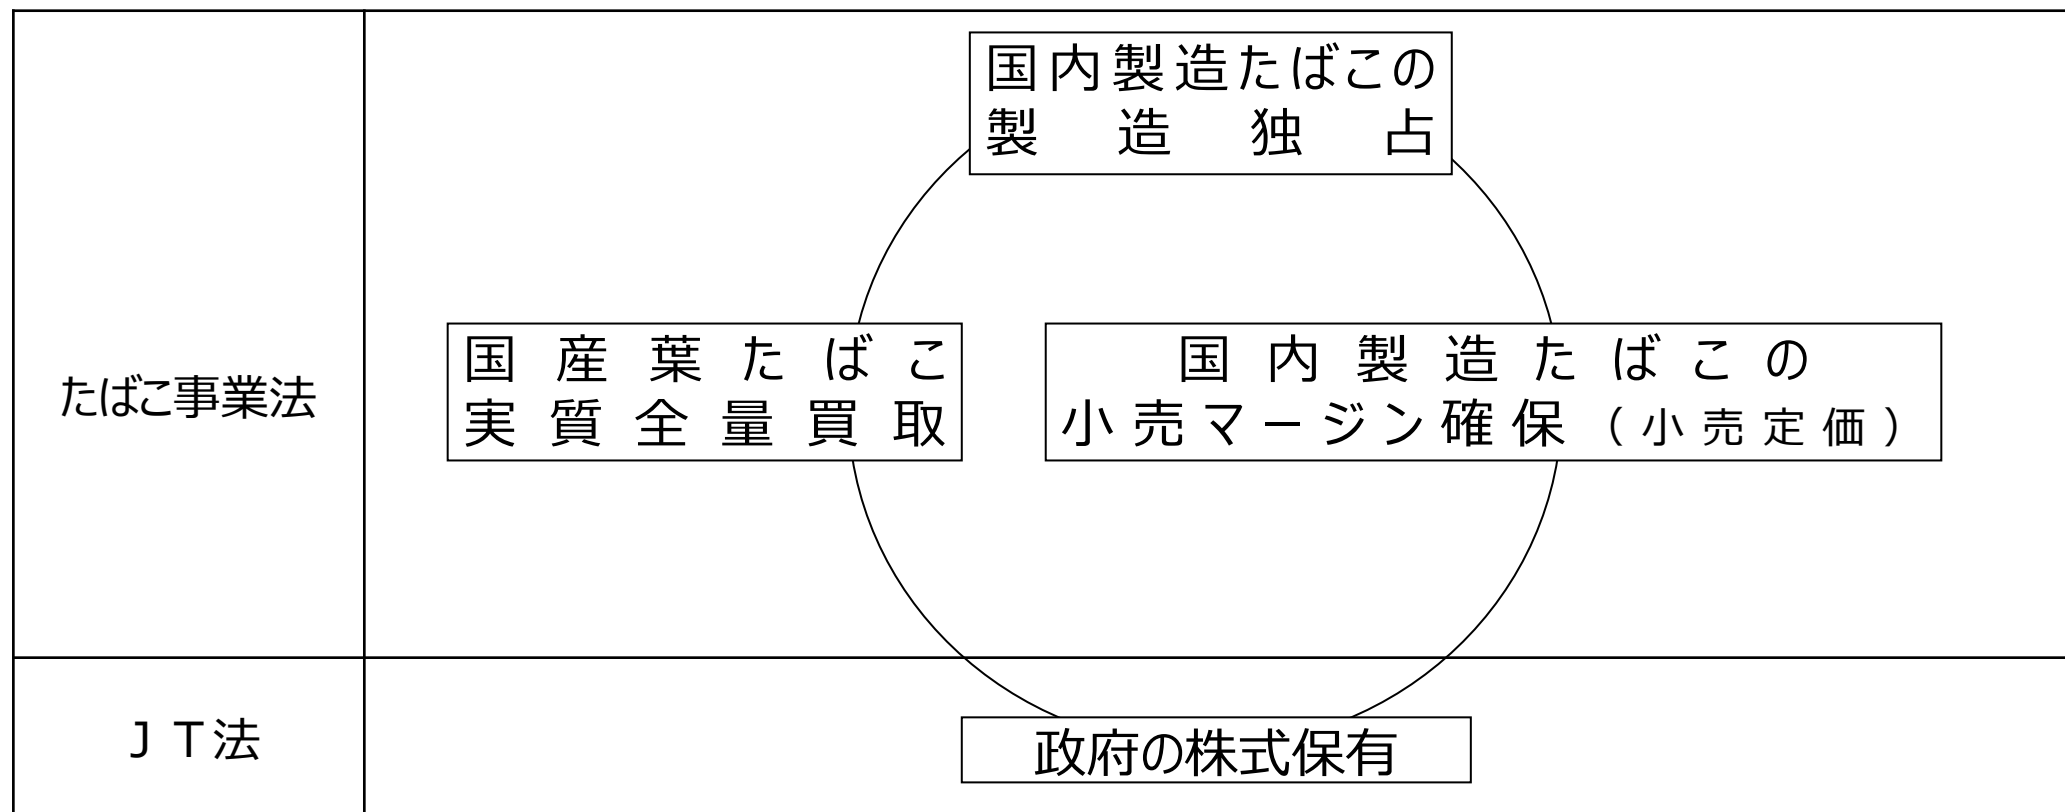 国内製造たばこの
製造独占
たばこ事業法
国産葉たばこ
実質全量買取
国内製造たばこの
小売マージン確保（小売定価）
ＪＴ法
政府の株式保有